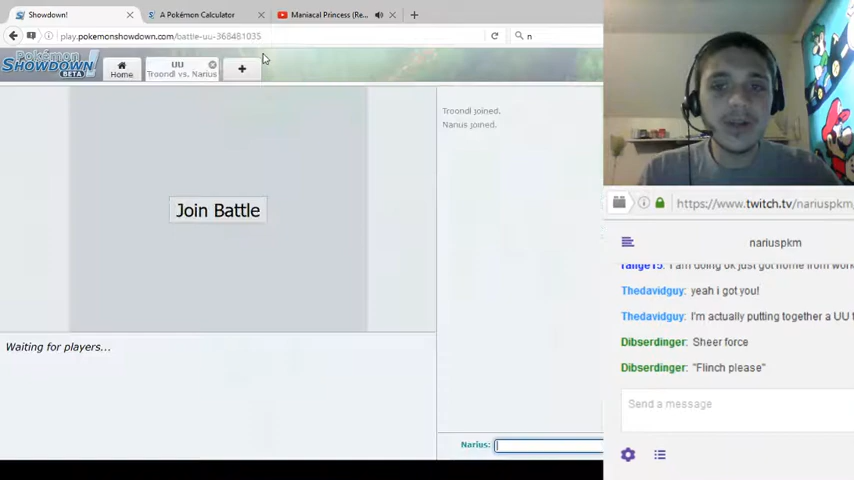 Showdown!
A Pokémon Calculator
Maniacal Princess (Re...
play.pokemonshowdown.com/battle-uu-368481035
n
Pokémon
SHOWDOWN!
BETA
Home
UU
Troondl vs. Narius
Troondl joined.
Narius joined.
Join Battle
Waiting for players...
Narius:
https://www.twitch.tv/nariuspkm/
nariuspkm
range15: I am doing ok just got home from work
Thedavidguy: yeah i got you!
Thedavidguy: I'm actually putting together a UU t
Dibserdinger: Sheer force
Dibserdinger: "Flinch please"
Send a message